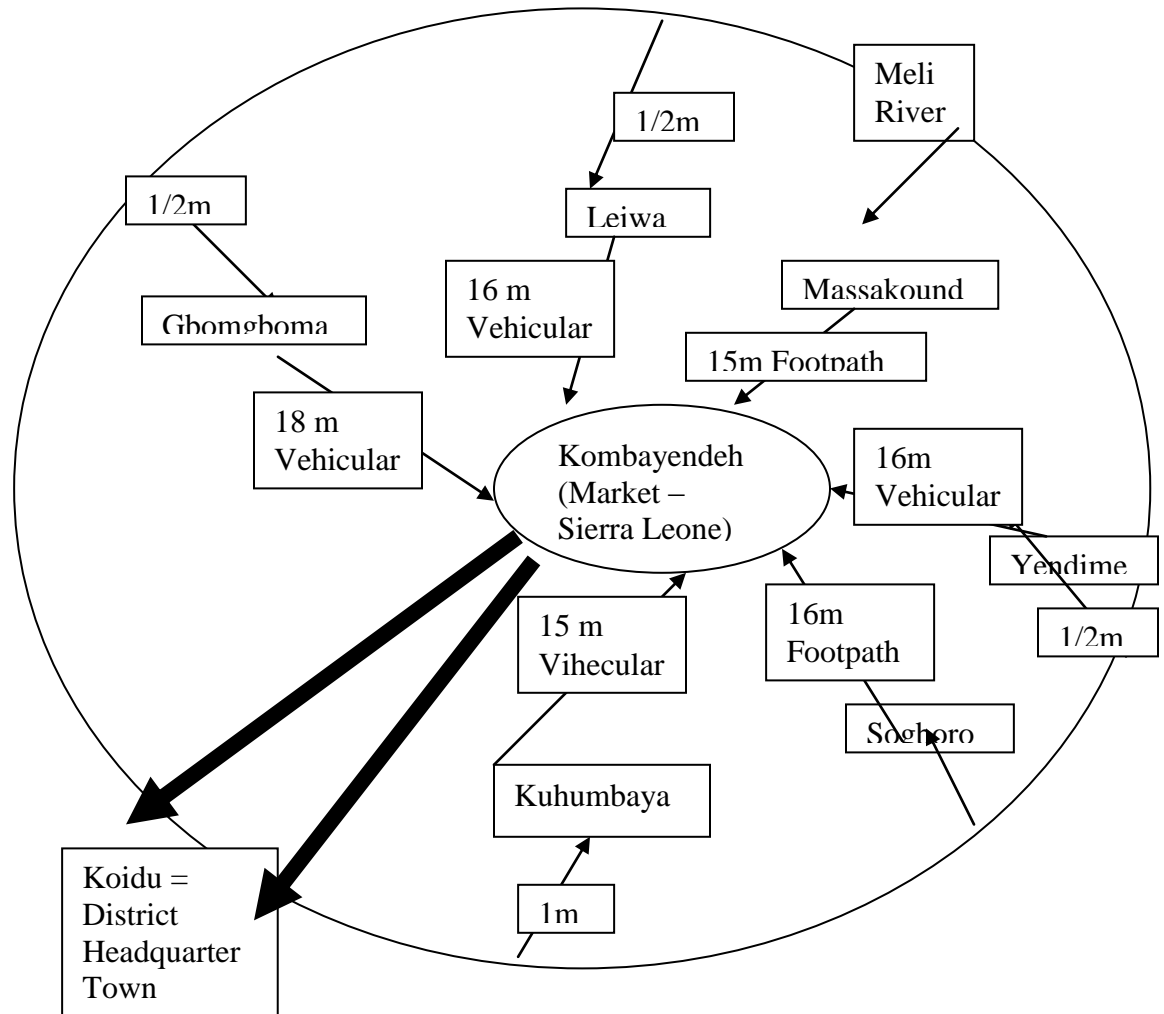 Meli
River
1/2m
1/2m
Leiwa
16 m
Vehicular
Massakound
Gbomgboma
15m Footpath
18 m
Vehicular
Kombayendeh
(Market –
Sierra Leone)
16m
Vehicular
Yendime
15 m
Vihecular
16m
Footpath
1/2m
Soghoro
Kuhumbaya
Koidu =
District
Headquarter
Town
1m